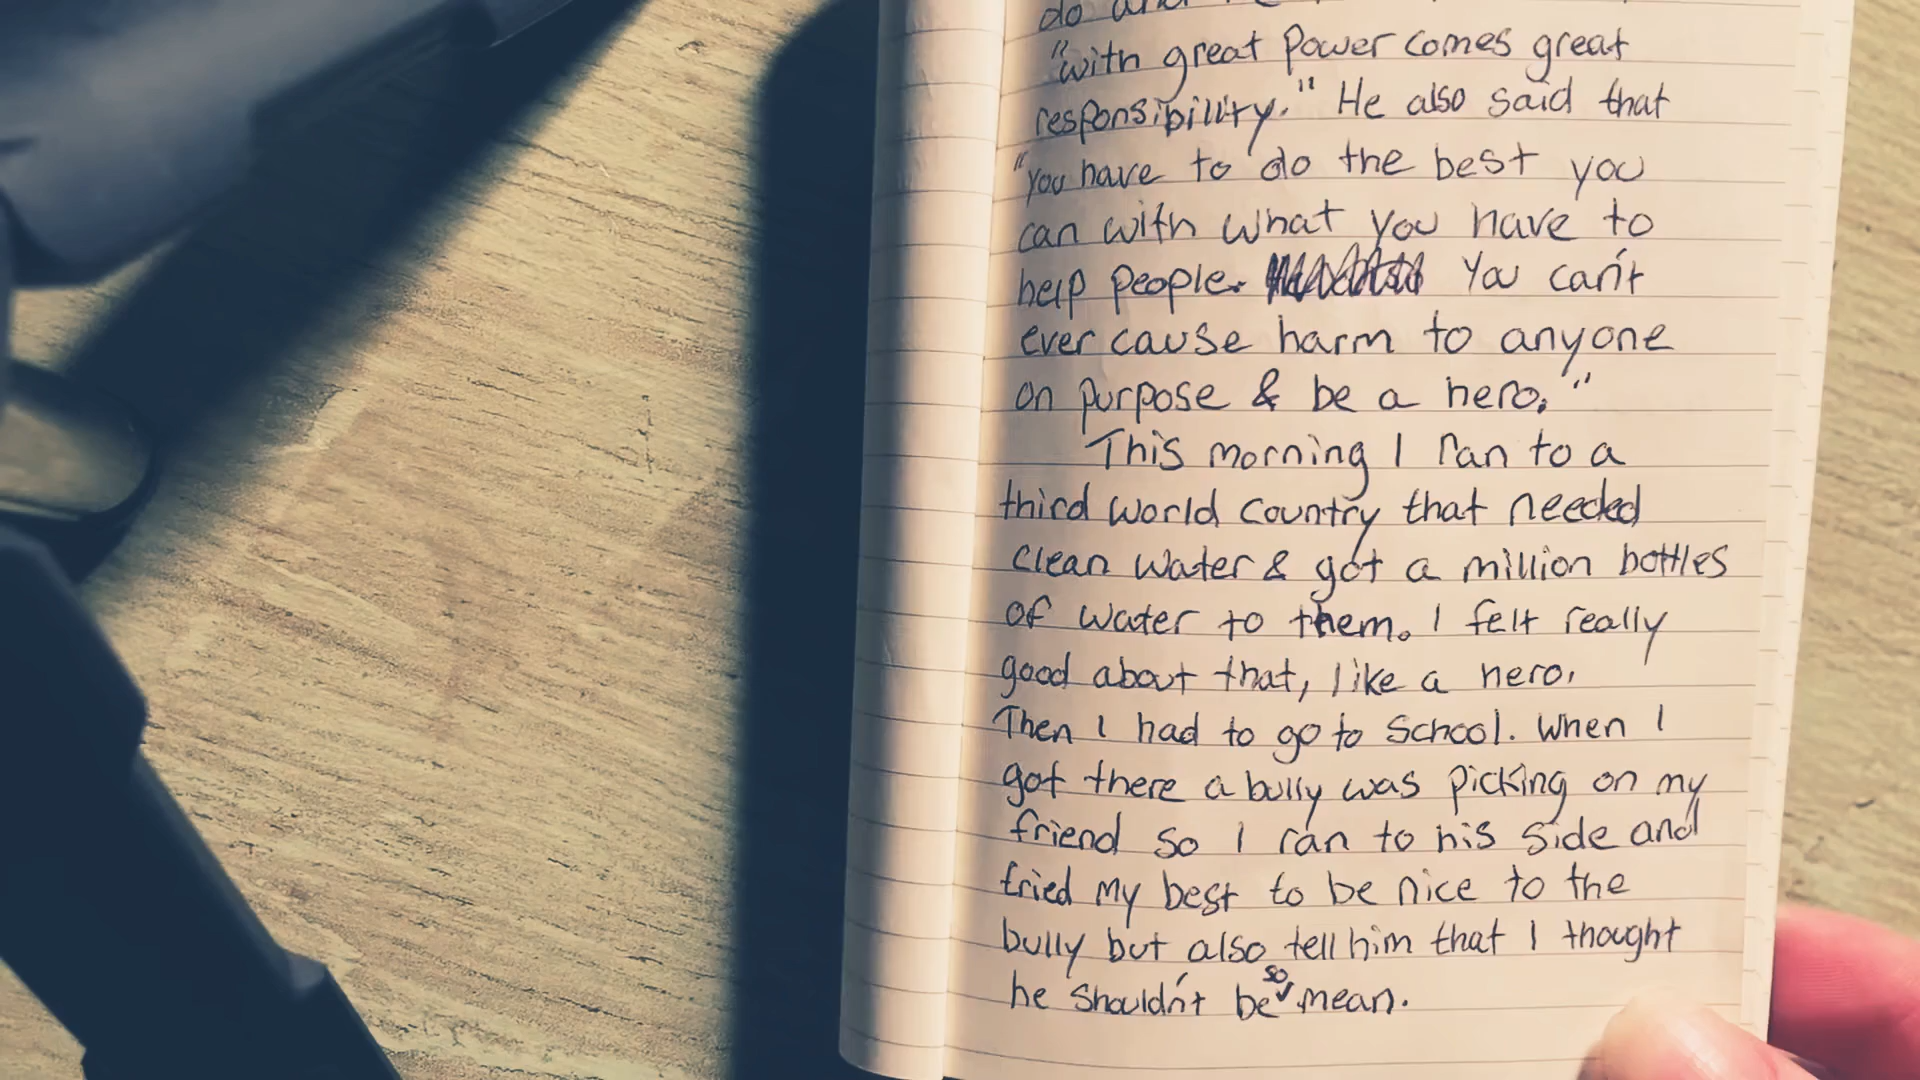 do and
"with great power comes great
responsibility." He also said that
"you have to do the best you
can with what you have to
help people. You can't
ever cause harm to anyone
on purpose & be a hero."
This morning I ran to a
third world country that needed
clean water & got a million bottles
of water to them. I felt really
good about that, like a hero.
Then I had to go to school. When I
got there a bully was picking on my
friend so I ran to his side and
tried my best to be nice to the
bully but also tell him that I thought
he shouldn't be so mean.